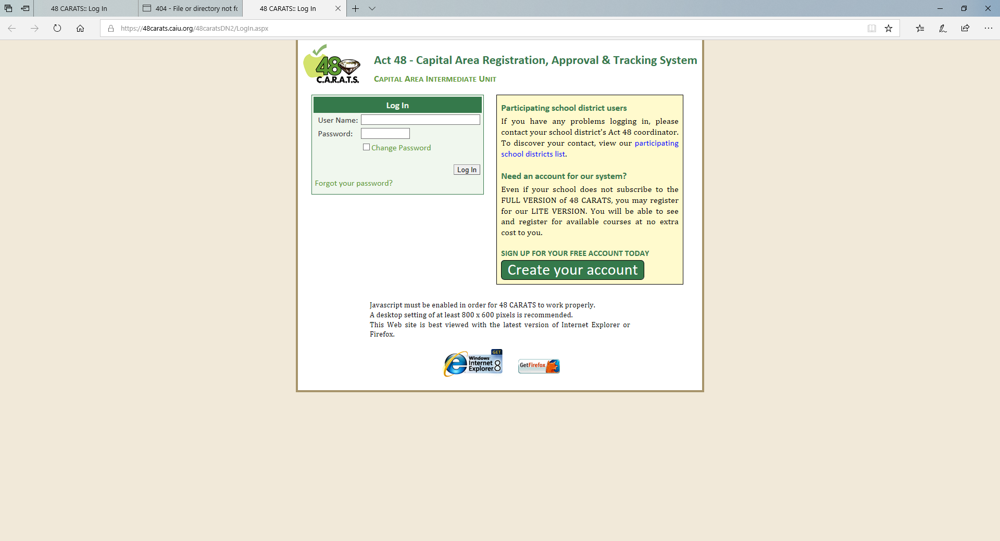 48 CARATS:: Log In
404 - File or directory not fo
48 CARATS:: Log In
https://48carats.caiu.org/48caratsDN2/LogIn.aspx
48
C.A.R.A.T.S.
Act 48 - Capital Area Registration, Approval & Tracking System
Capital Area Intermediate Unit
Log In
User Name:
Password:
Change Password
Log In
Forgot your password?
Participating school district users
If you have any problems logging in, please
contact your school district's Act 48 coordinator.
To discover your contact, view our participating
school districts list.
Need an account for our system?
Even if your school does not subscribe to the
FULL VERSION of 48 CARATS, you may register
for our LITE VERSION. You will be able to see
and register for available courses at no extra
cost to you.
SIGN UP FOR YOUR FREE ACCOUNT TODAY
Create your account
Javascript must be enabled in order for 48 CARATS to work properly.
A desktop setting of at least 800 x 600 pixels is recommended.
This Web site is best viewed with the latest version of Internet Explorer or
Firefox.
GET
Windows
Internet
Explorer 8
GetFirefox